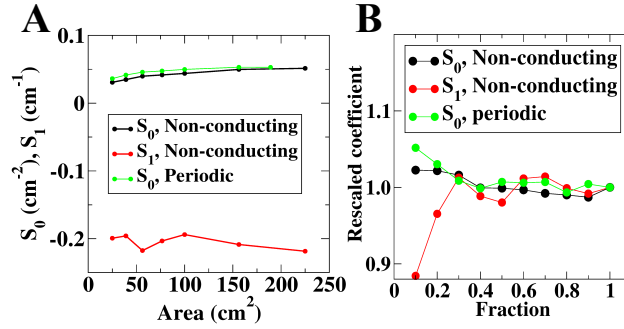 A
S₀ (cm⁻²), S₁ (cm⁻¹)
0.1
0
-0.1
-0.2
S₀, Non-conducting
S₁, Non-conducting
S₀, Periodic
0 50 100 150 200 250
Area (cm²)
B
Rescaled coefficient
1.1
1.0
0.9
S₀, Non-conducting
S₁, Non-conducting
S₀, periodic
0 0.2 0.4 0.6 0.8 1
Fraction